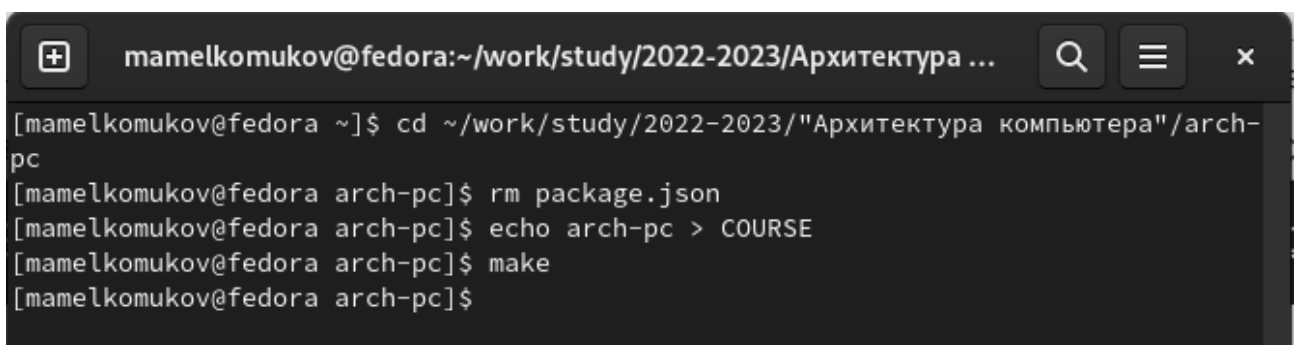 mamelkomukov@fedora:~/work/study/2022-2023/Архитектура ...
[mamelkomukov@fedora ~]$ cd ~/work/study/2022-2023/"Архитектура компьютера"/arch-
pc
[mamelkomukov@fedora arch-pc]$ rm package.json
[mamelkomukov@fedora arch-pc]$ echo arch-pc > COURSE
[mamelkomukov@fedora arch-pc]$ make
[mamelkomukov@fedora arch-pc]$